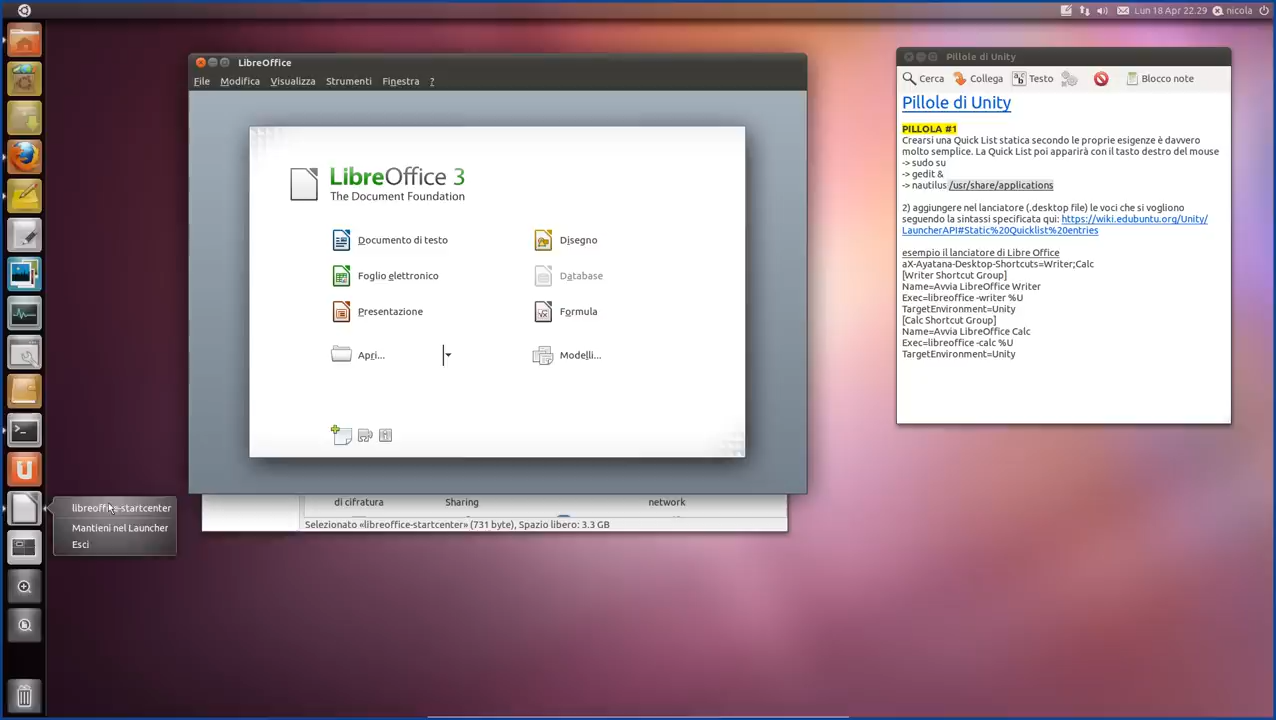 Lun 18 Apr 22.29
nicola
LibreOffice
File Modifica Visualizza Strumenti Finestra ?
LibreOffice 3
The Document Foundation
Documento di testo
Disegno
Foglio elettronico
Database
Presentazione
Formula
Apri...
Modelli...
di cifratura
Sharing
network
Selezionato «libreoffice-startcenter» (731 byte), Spazio libero: 3.3 GB
libreoffice-startcenter
Mantieni nel Launcher
Esci
Pillole di Unity
Cerca Collega Testo Blocco note
Pillole di Unity
PILLOLA #1
Crearsi una Quick List statica secondo le proprie esigenze è davvero
molto semplice. La Quick List poi apparirà con il tasto destro del mouse
-> sudo su
-> gedit &
-> nautilus /usr/share/applications
2) aggiungere nel lanciatore (.desktop file) le voci che si vogliono
seguendo la sintassi specificata qui: https://wiki.edubuntu.org/Unity/
LauncherAPI#Static%20Quicklist%20entries
esempio il lanciatore di Libre Office
aX-Ayatana-Desktop-Shortcuts=Writer;Calc
[Writer Shortcut Group]
Name=Avvia LibreOffice Writer
Exec=libreoffice -writer %U
TargetEnvironment=Unity
[Calc Shortcut Group]
Name=Avvia LibreOffice Calc
Exec=libreoffice -calc %U
TargetEnvironment=Unity